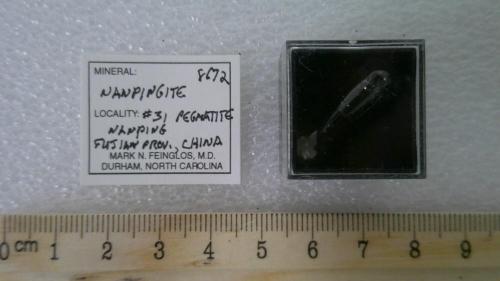 MINERAL: 8672
NANPINGITE
LOCALITY: #31 PEGMATITE
NANPING
FUJIAN PROV., CHINA
MARK N. FEINGLOS, M.D.
DURHAM, NORTH CAROLINA
0 cm 1 2 3 4 5 6 7 8 9